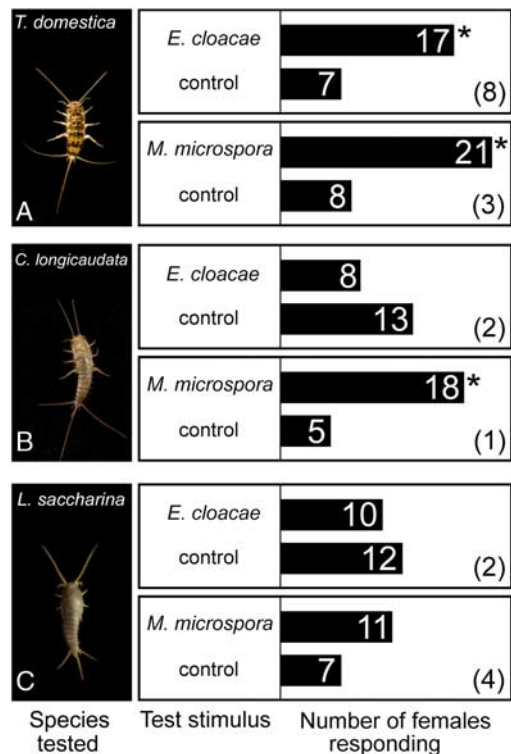 T. domestica
A
E. cloacae 17 *
control 7 (8)
M. microspora 21 *
control 8 (3)
C. longicaudata
B
E. cloacae 8
control 13 (2)
M. microspora 18 *
control 5 (1)
L. saccharina
C
E. cloacae 10
control 12 (2)
M. microspora 11
control 7 (4)
Species tested
Test stimulus
Number of females responding